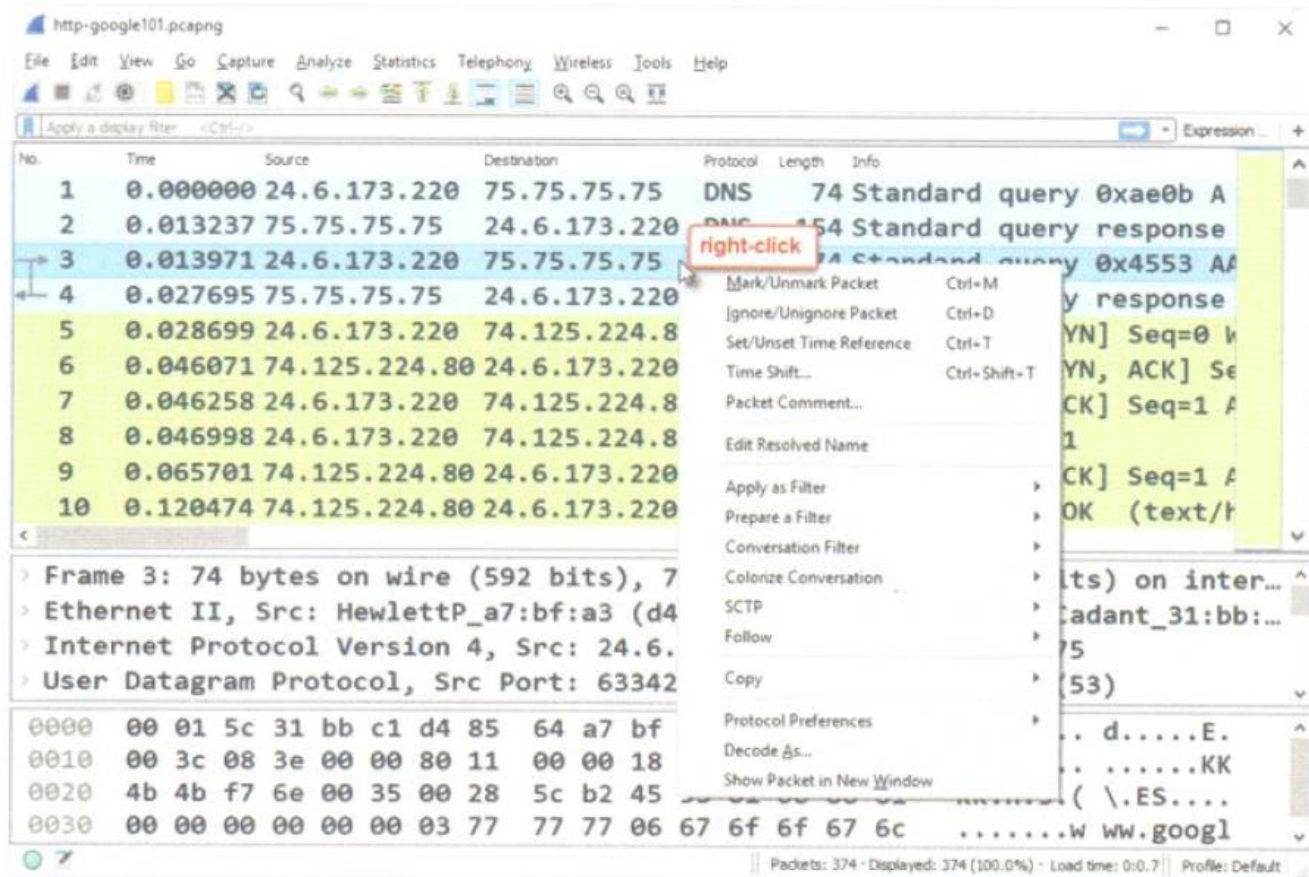 http-google101.pcapng
File Edit View Go Capture Analyze Statistics Telephony Wireless Tools Help
Apply a display filter ... <Ctrl-/>
Expression... +
No. Time Source Destination Protocol Length Info
1 0.000000 24.6.173.220 75.75.75.75 DNS 74 Standard query 0xae0b A
2 0.013237 75.75.75.75 24.6.173.220 DNS 154 Standard query response
right-click
3 0.013971 24.6.173.220 75.75.75.75 74 Standard query 0x4553 AA
4 0.027695 75.75.75.75 24.6.173.220 y response
5 0.028699 24.6.173.220 74.125.224.8 YN] Seq=0 W
6 0.046071 74.125.224.80 24.6.173.220 YN, ACK] Se
7 0.046258 24.6.173.220 74.125.224.8 CK] Seq=1 A
8 0.046998 24.6.173.220 74.125.224.8 1
9 0.065701 74.125.224.80 24.6.173.220 CK] Seq=1 A
10 0.120474 74.125.224.80 24.6.173.220 OK (text/h
Mark/Unmark Packet Ctrl+M
Ignore/Unignore Packet Ctrl+D
Set/Unset Time Reference Ctrl+T
Time Shift... Ctrl+Shift+T
Packet Comment...
Edit Resolved Name
Apply as Filter
Prepare a Filter
Conversation Filter
Colorize Conversation
SCTP
Follow
Copy
Protocol Preferences
Decode As...
Show Packet in New Window
Frame 3: 74 bytes on wire (592 bits), 7 its) on inter...
Ethernet II, Src: HewlettP_a7:bf:a3 (d4 adant_31:bb:...
Internet Protocol Version 4, Src: 24.6. 75
User Datagram Protocol, Src Port: 63342 (53)
0000 00 01 5c 31 bb c1 d4 85 64 a7 bf .. d.....E.
0010 00 3c 08 3e 00 00 80 11 00 00 18 .. ......KK
0020 4b 4b f7 6e 00 35 00 28 5c b2 45 ( \.ES....
0030 00 00 00 00 00 00 03 77 77 77 06 67 6f 6f 67 6c .......w ww.googl
Packets: 374 · Displayed: 374 (100.0%) · Load time: 0:0.7 Profile: Default